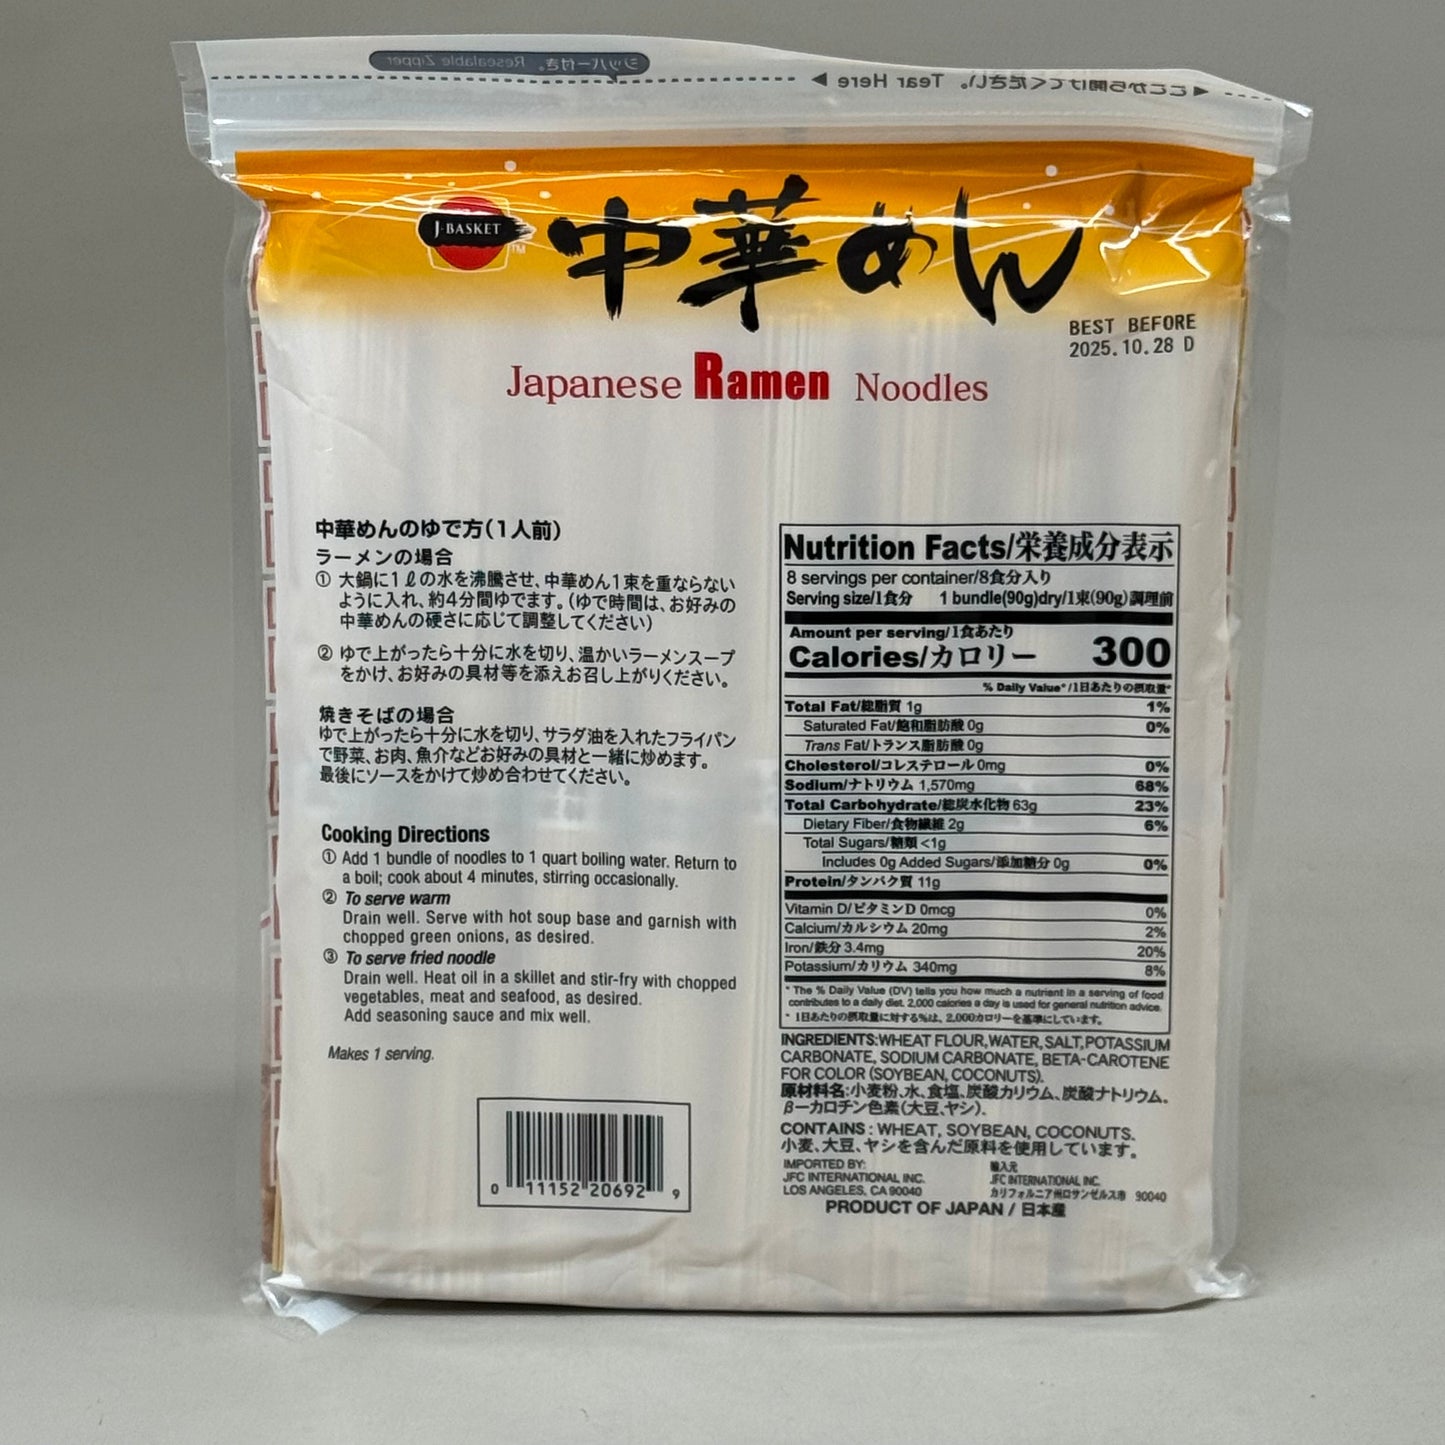 ジッパー付き。Resealable Zipper
ここから開けてください。 Tear Here
J-BASKET™
中華めん
BEST BEFORE
2025.10.28 D
Japanese Ramen Noodles
中華めんのゆで方(1人前)
ラーメンの場合
① 大鍋に1ℓの水を沸騰させ、中華めん1束を重ならない
ように入れ、約4分間ゆでます。(ゆで時間は、お好みの
中華めんの硬さに応じて調整してください)
② ゆで上がったら十分に水を切り、温かいラーメンスープ
をかけ、お好みの具材等を添えお召し上がりください。
焼きそばの場合
ゆで上がったら十分に水を切り、サラダ油を入れたフライパン
で野菜、お肉、魚介などお好みの具材と一緒に炒めます。
最後にソースをかけて炒め合わせてください。
Cooking Directions
① Add 1 bundle of noodles to 1 quart boiling water. Return to
a boil; cook about 4 minutes, stirring occasionally.
② To serve warm
Drain well. Serve with hot soup base and garnish with
chopped green onions, as desired.
③ To serve fried noodle
Drain well. Heat oil in a skillet and stir-fry with chopped
vegetables, meat and seafood, as desired.
Add seasoning sauce and mix well.
Makes 1 serving.
0 11152 20692 9
Nutrition Facts/栄養成分表示
8 servings per container/8食分入り
Serving size/1食分 1 bundle(90g)dry/1束(90g)調理前
Amount per serving/1食あたり
Calories/カロリー 300
% Daily Value*/1日あたりの摂取量*
Total Fat/総脂質 1g 1%
Saturated Fat/飽和脂肪酸 0g 0%
Trans Fat/トランス脂肪酸 0g
Cholesterol/コレステロール 0mg 0%
Sodium/ナトリウム 1,570mg 68%
Total Carbohydrate/総炭水化物 63g 23%
Dietary Fiber/食物繊維 2g 6%
Total Sugars/糖類 <1g
Includes 0g Added Sugars/添加糖分 0g 0%
Protein/タンパク質 11g
Vitamin D/ビタミンD 0mcg 0%
Calcium/カルシウム 20mg 2%
Iron/鉄分 3.4mg 20%
Potassium/カリウム 340mg 8%
* The % Daily Value (DV) tells you how much a nutrient in a serving of food
contributes to a daily diet. 2,000 calories a day is used for general nutrition advice.
* 1日あたりの摂取量に対する%は、2,000カロリーを基準にしています。
INGREDIENTS:WHEAT FLOUR,WATER,SALT,POTASSIUM
CARBONATE, SODIUM CARBONATE, BETA-CAROTENE
FOR COLOR (SOYBEAN, COCONUTS).
原材料名:小麦粉、水、食塩、炭酸カリウム、炭酸ナトリウム、
β−カロチン色素(大豆、ヤシ)。
CONTAINS : WHEAT, SOYBEAN, COCONUTS.
小麦、大豆、ヤシを含んだ原料を使用しています。
IMPORTED BY:
JFC INTERNATIONAL INC.
LOS ANGELES, CA 90040
輸入元
JFC INTERNATIONAL INC.
カリフォルニア州ロサンゼルス市 90040
PRODUCT OF JAPAN / 日本産